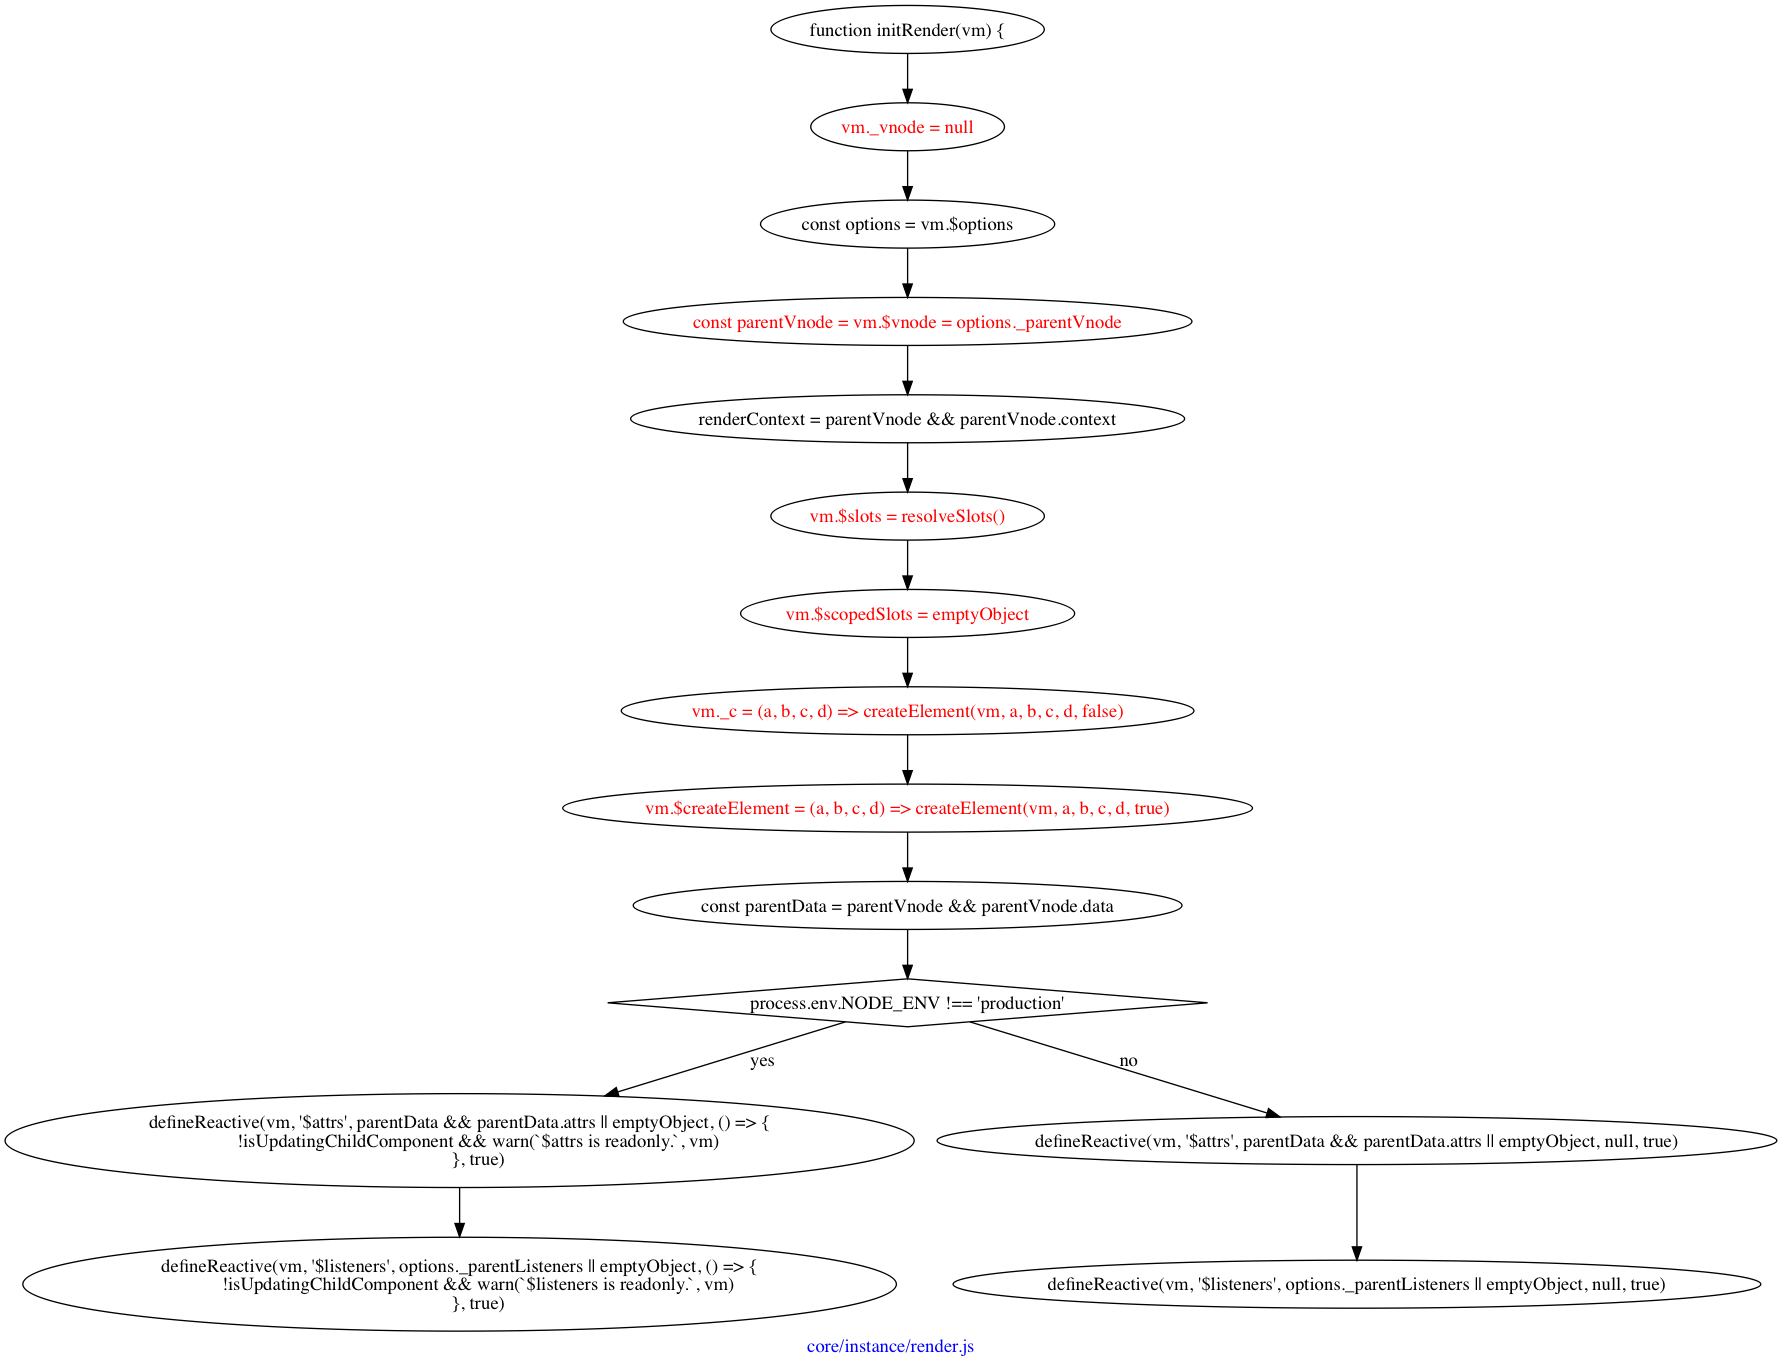 function initRender(vm) {
vm._vnode = null
const options = vm.$options
const parentVnode = vm.$vnode = options._parentVnode
renderContext = parentVnode && parentVnode.context
vm.$slots = resolveSlots()
vm.$scopedSlots = emptyObject
vm._c = (a, b, c, d) => createElement(vm, a, b, c, d, false)
vm.$createElement = (a, b, c, d) => createElement(vm, a, b, c, d, true)
const parentData = parentVnode && parentVnode.data
process.env.NODE_ENV !== 'production'
yes
no
defineReactive(vm, '$attrs', parentData && parentData.attrs || emptyObject, () => {
!isUpdatingChildComponent && warn(`$attrs is readonly.`, vm)
}, true)
defineReactive(vm, '$attrs', parentData && parentData.attrs || emptyObject, null, true)
defineReactive(vm, '$listeners', options._parentListeners || emptyObject, () => {
!isUpdatingChildComponent && warn(`$listeners is readonly.`, vm)
}, true)
defineReactive(vm, '$listeners', options._parentListeners || emptyObject, null, true)
core/instance/render.js